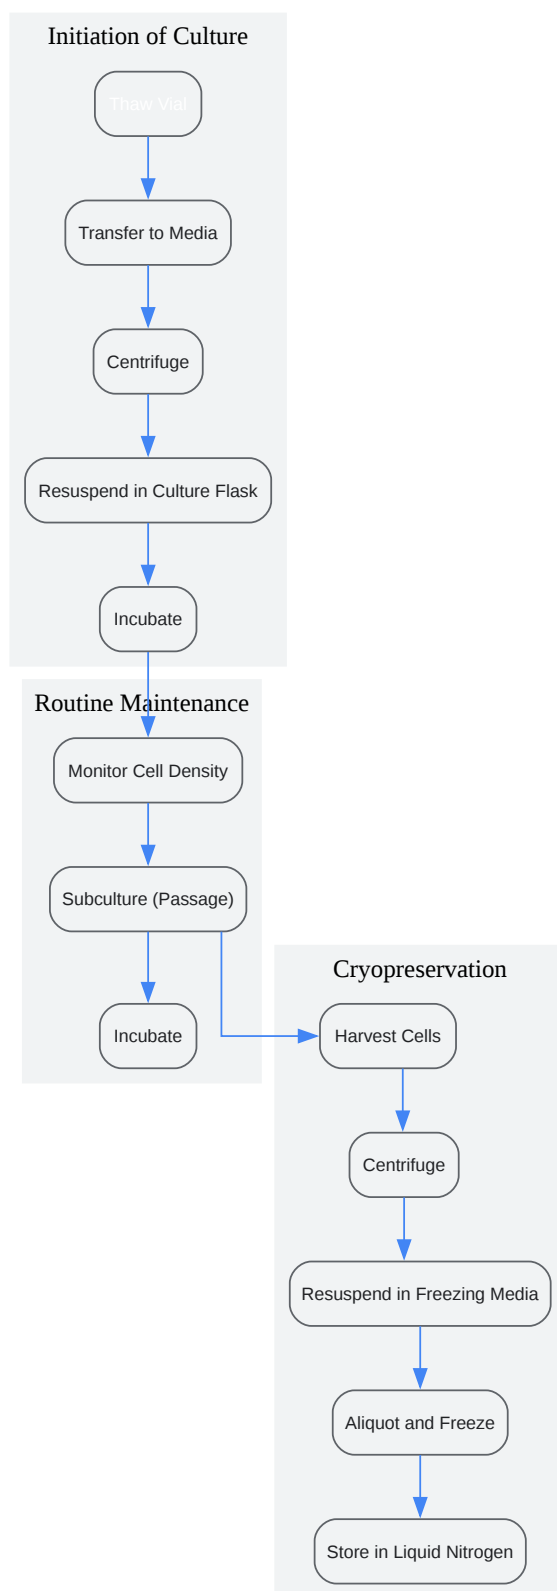 Initiation of Culture
Thaw Vial
Transfer to Media
Centrifuge
Resuspend in Culture Flask
Incubate
Routine Maintenance
Monitor Cell Density
Subculture (Passage)
Incubate
Cryopreservation
Harvest Cells
Centrifuge
Resuspend in Freezing Media
Aliquot and Freeze
Store in Liquid Nitrogen